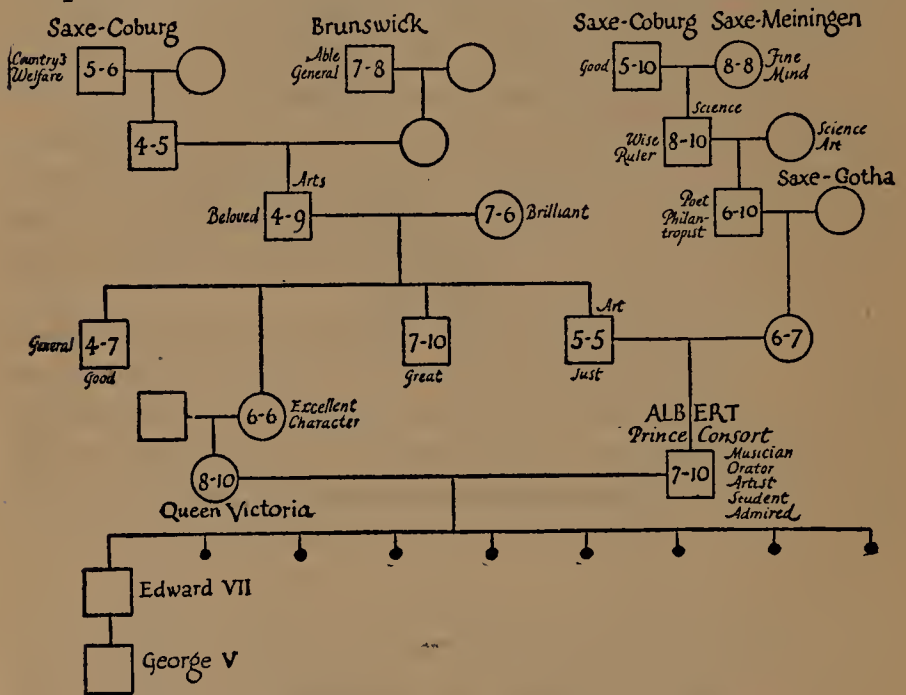 Saxe-Coburg
Brunswick
Saxe-Coburg Saxe-Meiningen
Country's
Welfare
5-6
Able
General
7-8
Good
5-10
8-8
Fine
Mind
4-5
Science
Wise
Ruler
8-10
Science
Art
Saxe-Gotha
Arts
Beloved
4-9
7-6
Brilliant
Poet
Philan-
tropist
6-10
General
4-7
Good
7-10
Great
Art
5-5
Just
6-7
6-6
Excellent
Character
ALBERT
Prince Consort
7-10
Musician
Orator
Artist
Student
Admired
8-10
Queen Victoria
Edward VII
George V